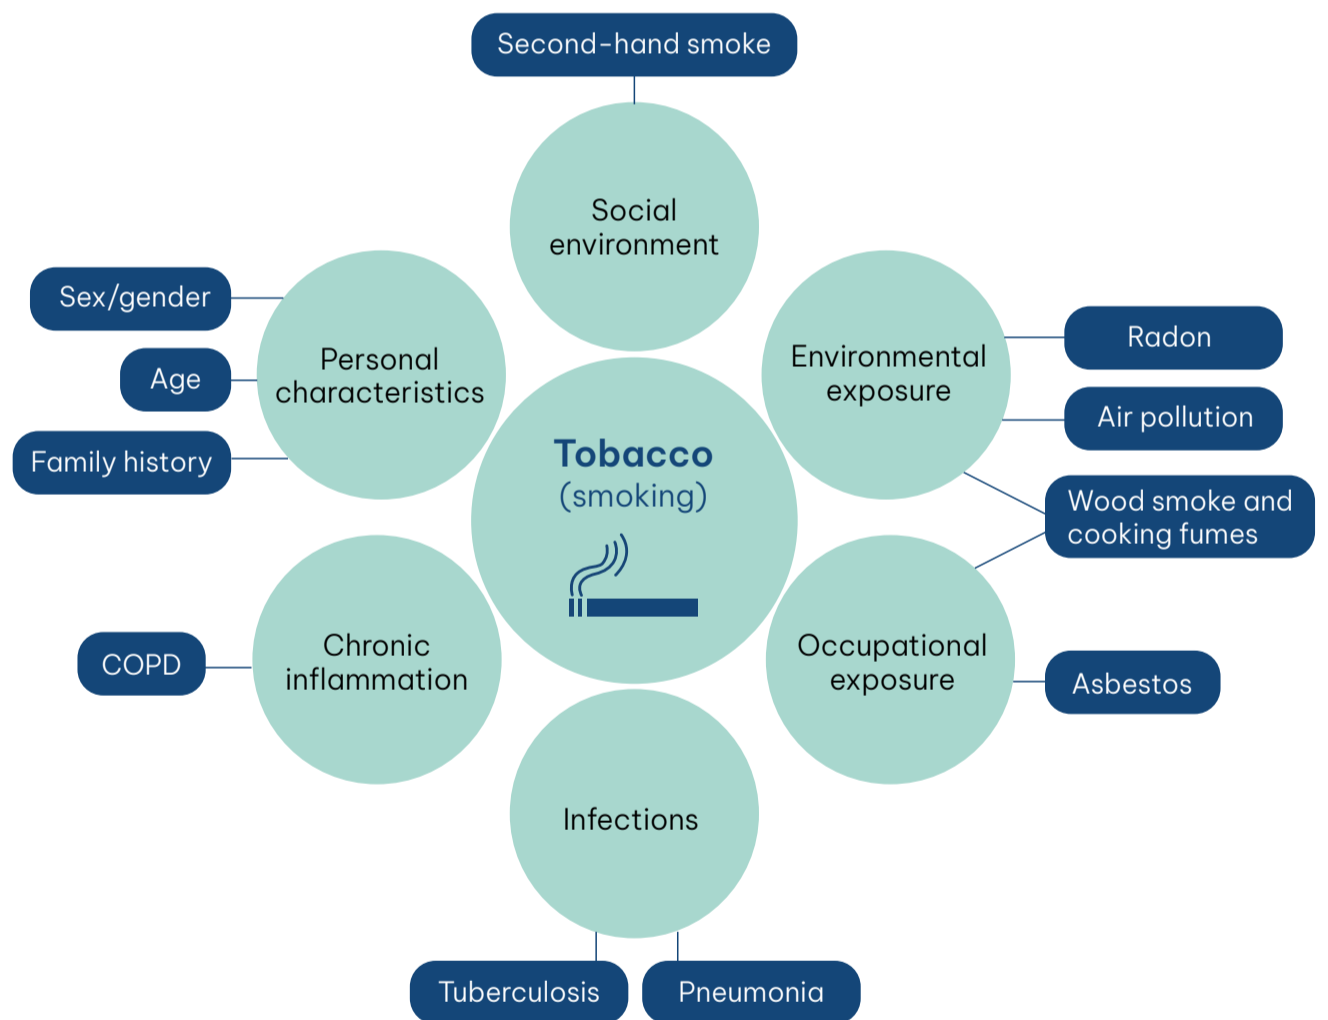 Second-hand smoke
Social
environment
Sex/gender
Age
Family history
Personal
characteristics
Environmental
exposure
Radon
Air pollution
Wood smoke and
cooking fumes
Tobacco
(smoking)
COPD
Chronic
inflammation
Occupational
exposure
Asbestos
Infections
Tuberculosis
Pneumonia